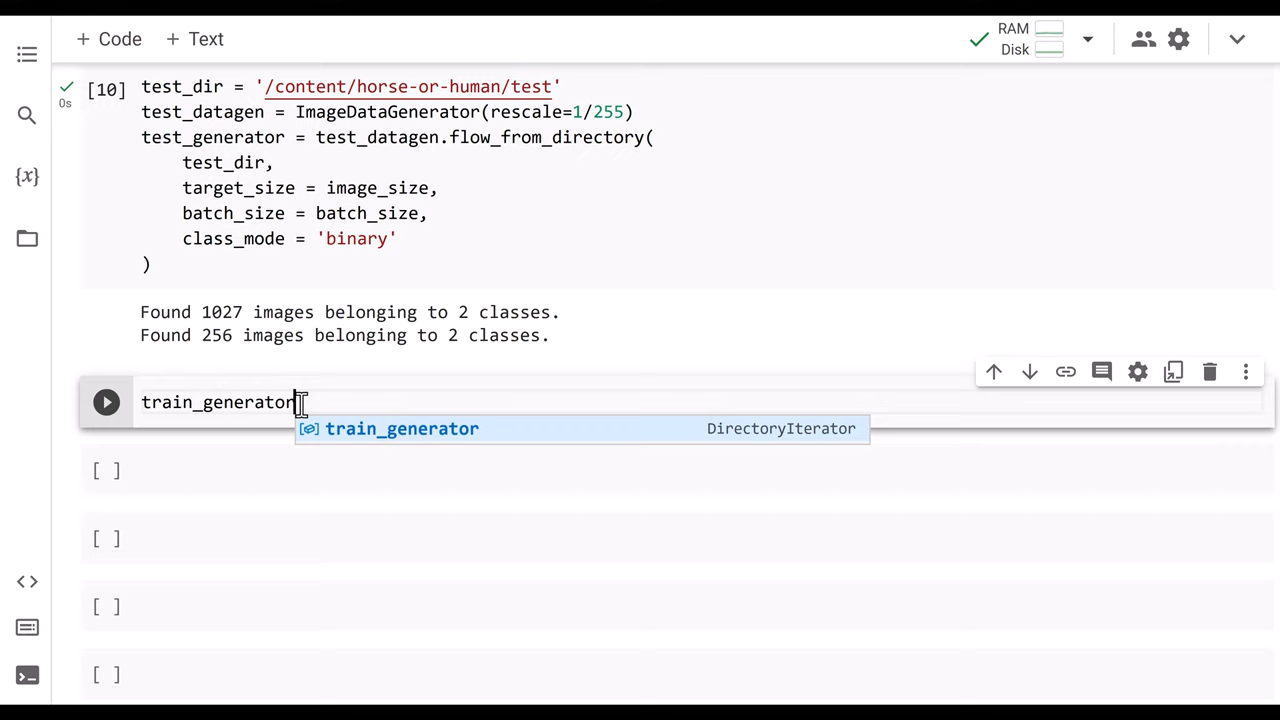 + Code + Text
RAM
Disk
[10] test_dir = '/content/horse-or-human/test'
0s
test_datagen = ImageDataGenerator(rescale=1/255)
test_generator = test_datagen.flow_from_directory(
test_dir,
target_size = image_size,
batch_size = batch_size,
class_mode = 'binary'
)
Found 1027 images belonging to 2 classes.
Found 256 images belonging to 2 classes.
train_generator
train_generator DirectoryIterator
[ ]
[ ]
[ ]
[ ]